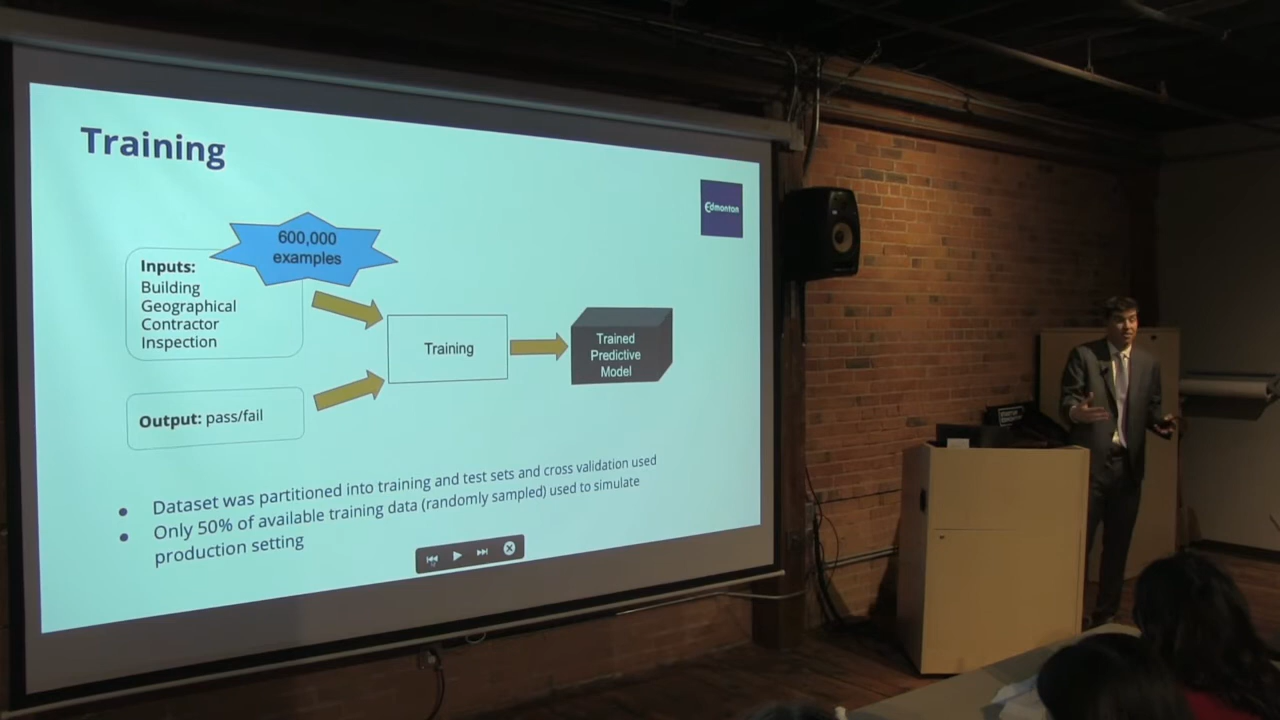 Training
Edmonton
600,000
examples
Inputs:
Building
Geographical
Contractor
Inspection
Training
Trained
Predictive
Model
Output: pass/fail
• Dataset was partitioned into training and test sets and cross validation used
• Only 50% of available training data (randomly sampled) used to simulate
production setting